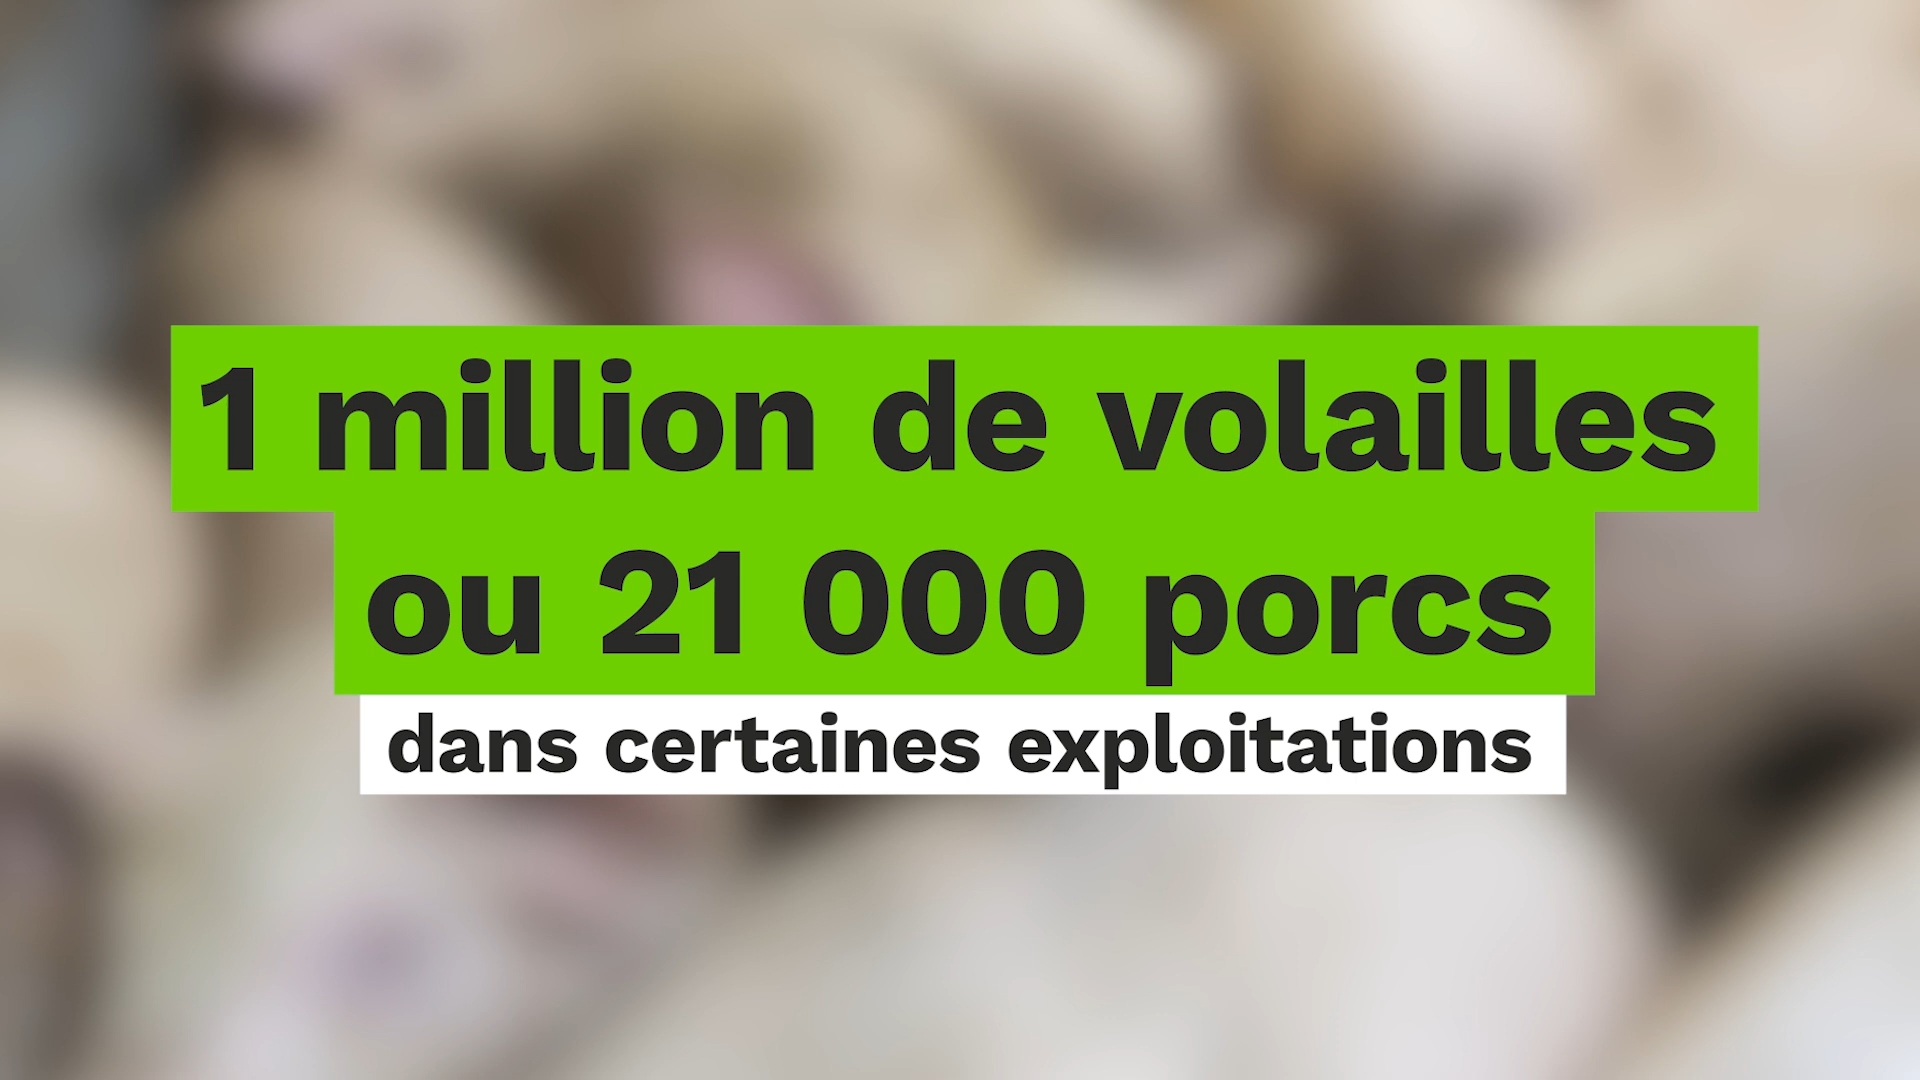 1 million de volailles
ou 21 000 porcs
dans certaines exploitations